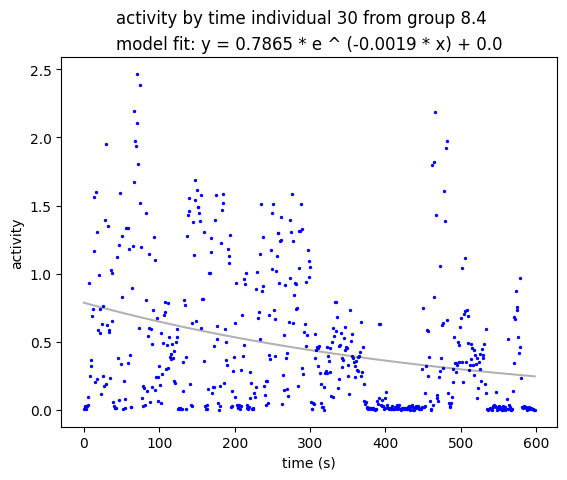 activity by time individual 30 from group 8.4
model fit: y = 0.7865 * e ^ (-0.0019 * x) + 0.0
2.5
2.0
1.5
1.0
0.5
0.0
activity
0 100 200 300 400 500 600
time (s)